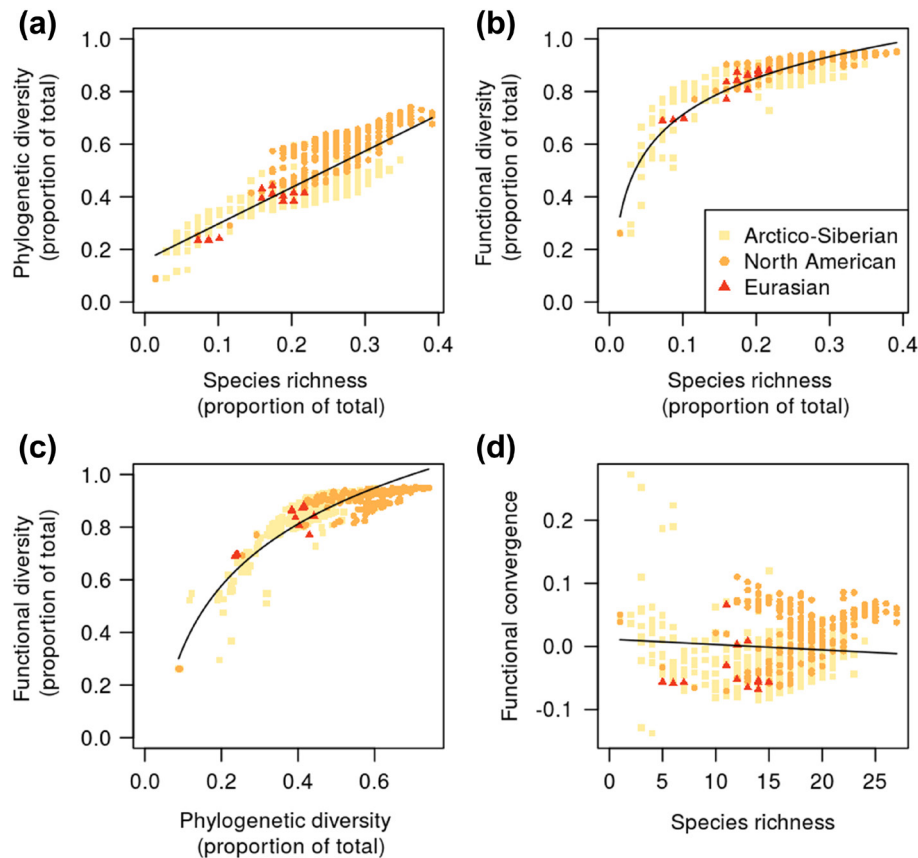 (a)
1.0
0.8
0.6
0.4
0.2
0.0
Phylogenetic diversity
(proportion of total)
0.0 0.1 0.2 0.3 0.4
Species richness
(proportion of total)
(b)
1.0
0.8
0.6
0.4
0.2
0.0
Functional diversity
(proportion of total)
Arctico-Siberian
North American
Eurasian
0.0 0.1 0.2 0.3 0.4
Species richness
(proportion of total)
(c)
1.0
0.8
0.6
0.4
0.2
0.0
Functional diversity
(proportion of total)
0.0 0.2 0.4 0.6
Phylogenetic diversity
(proportion of total)
(d)
0.2
0.1
0.0
-0.1
Functional convergence
0 5 10 15 20 25
Species richness